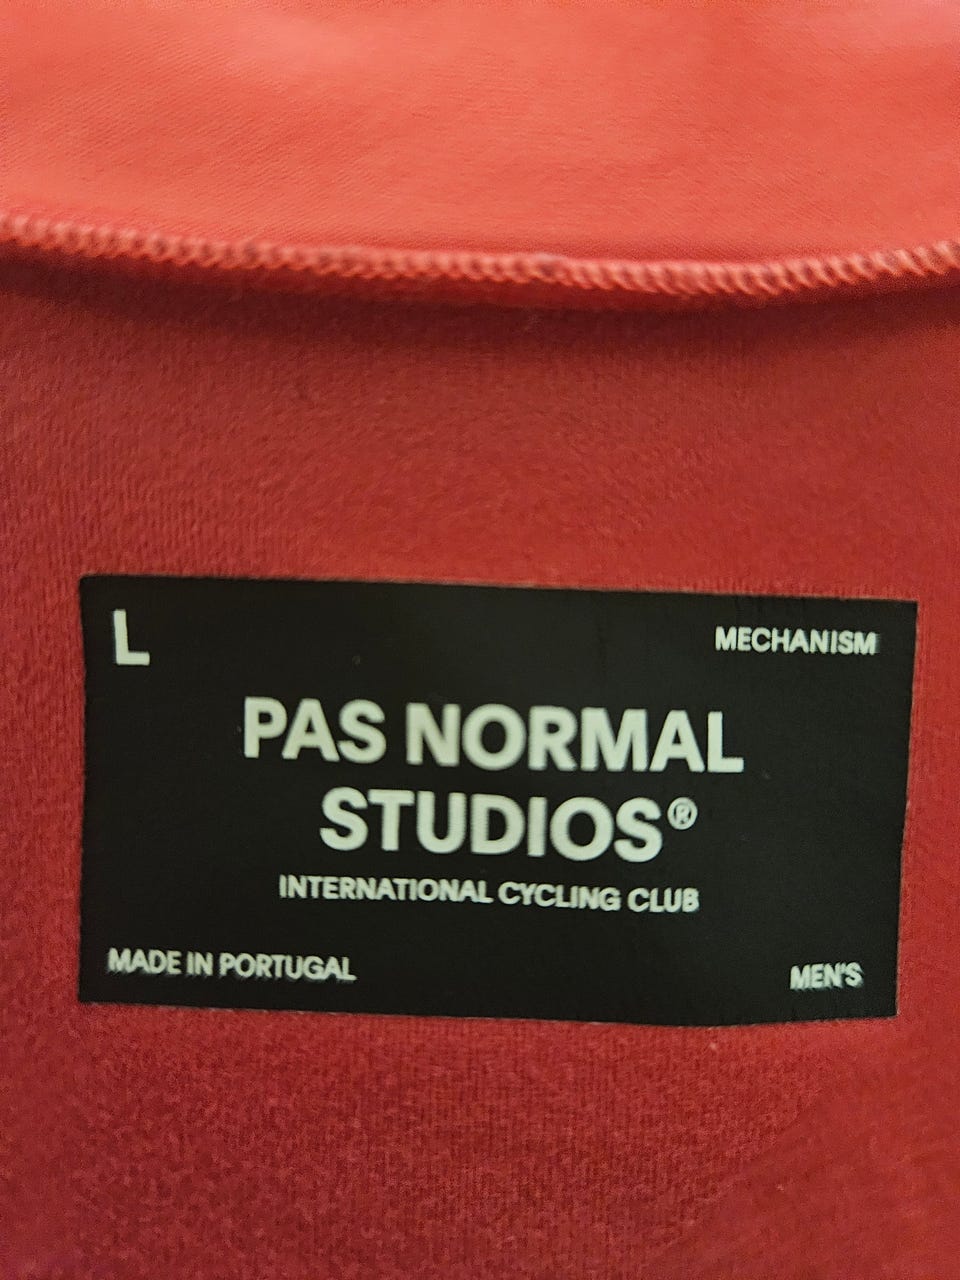 L
MECHANISM
PAS NORMAL
STUDIOS®
INTERNATIONAL CYCLING CLUB
MADE IN PORTUGAL
MEN'S